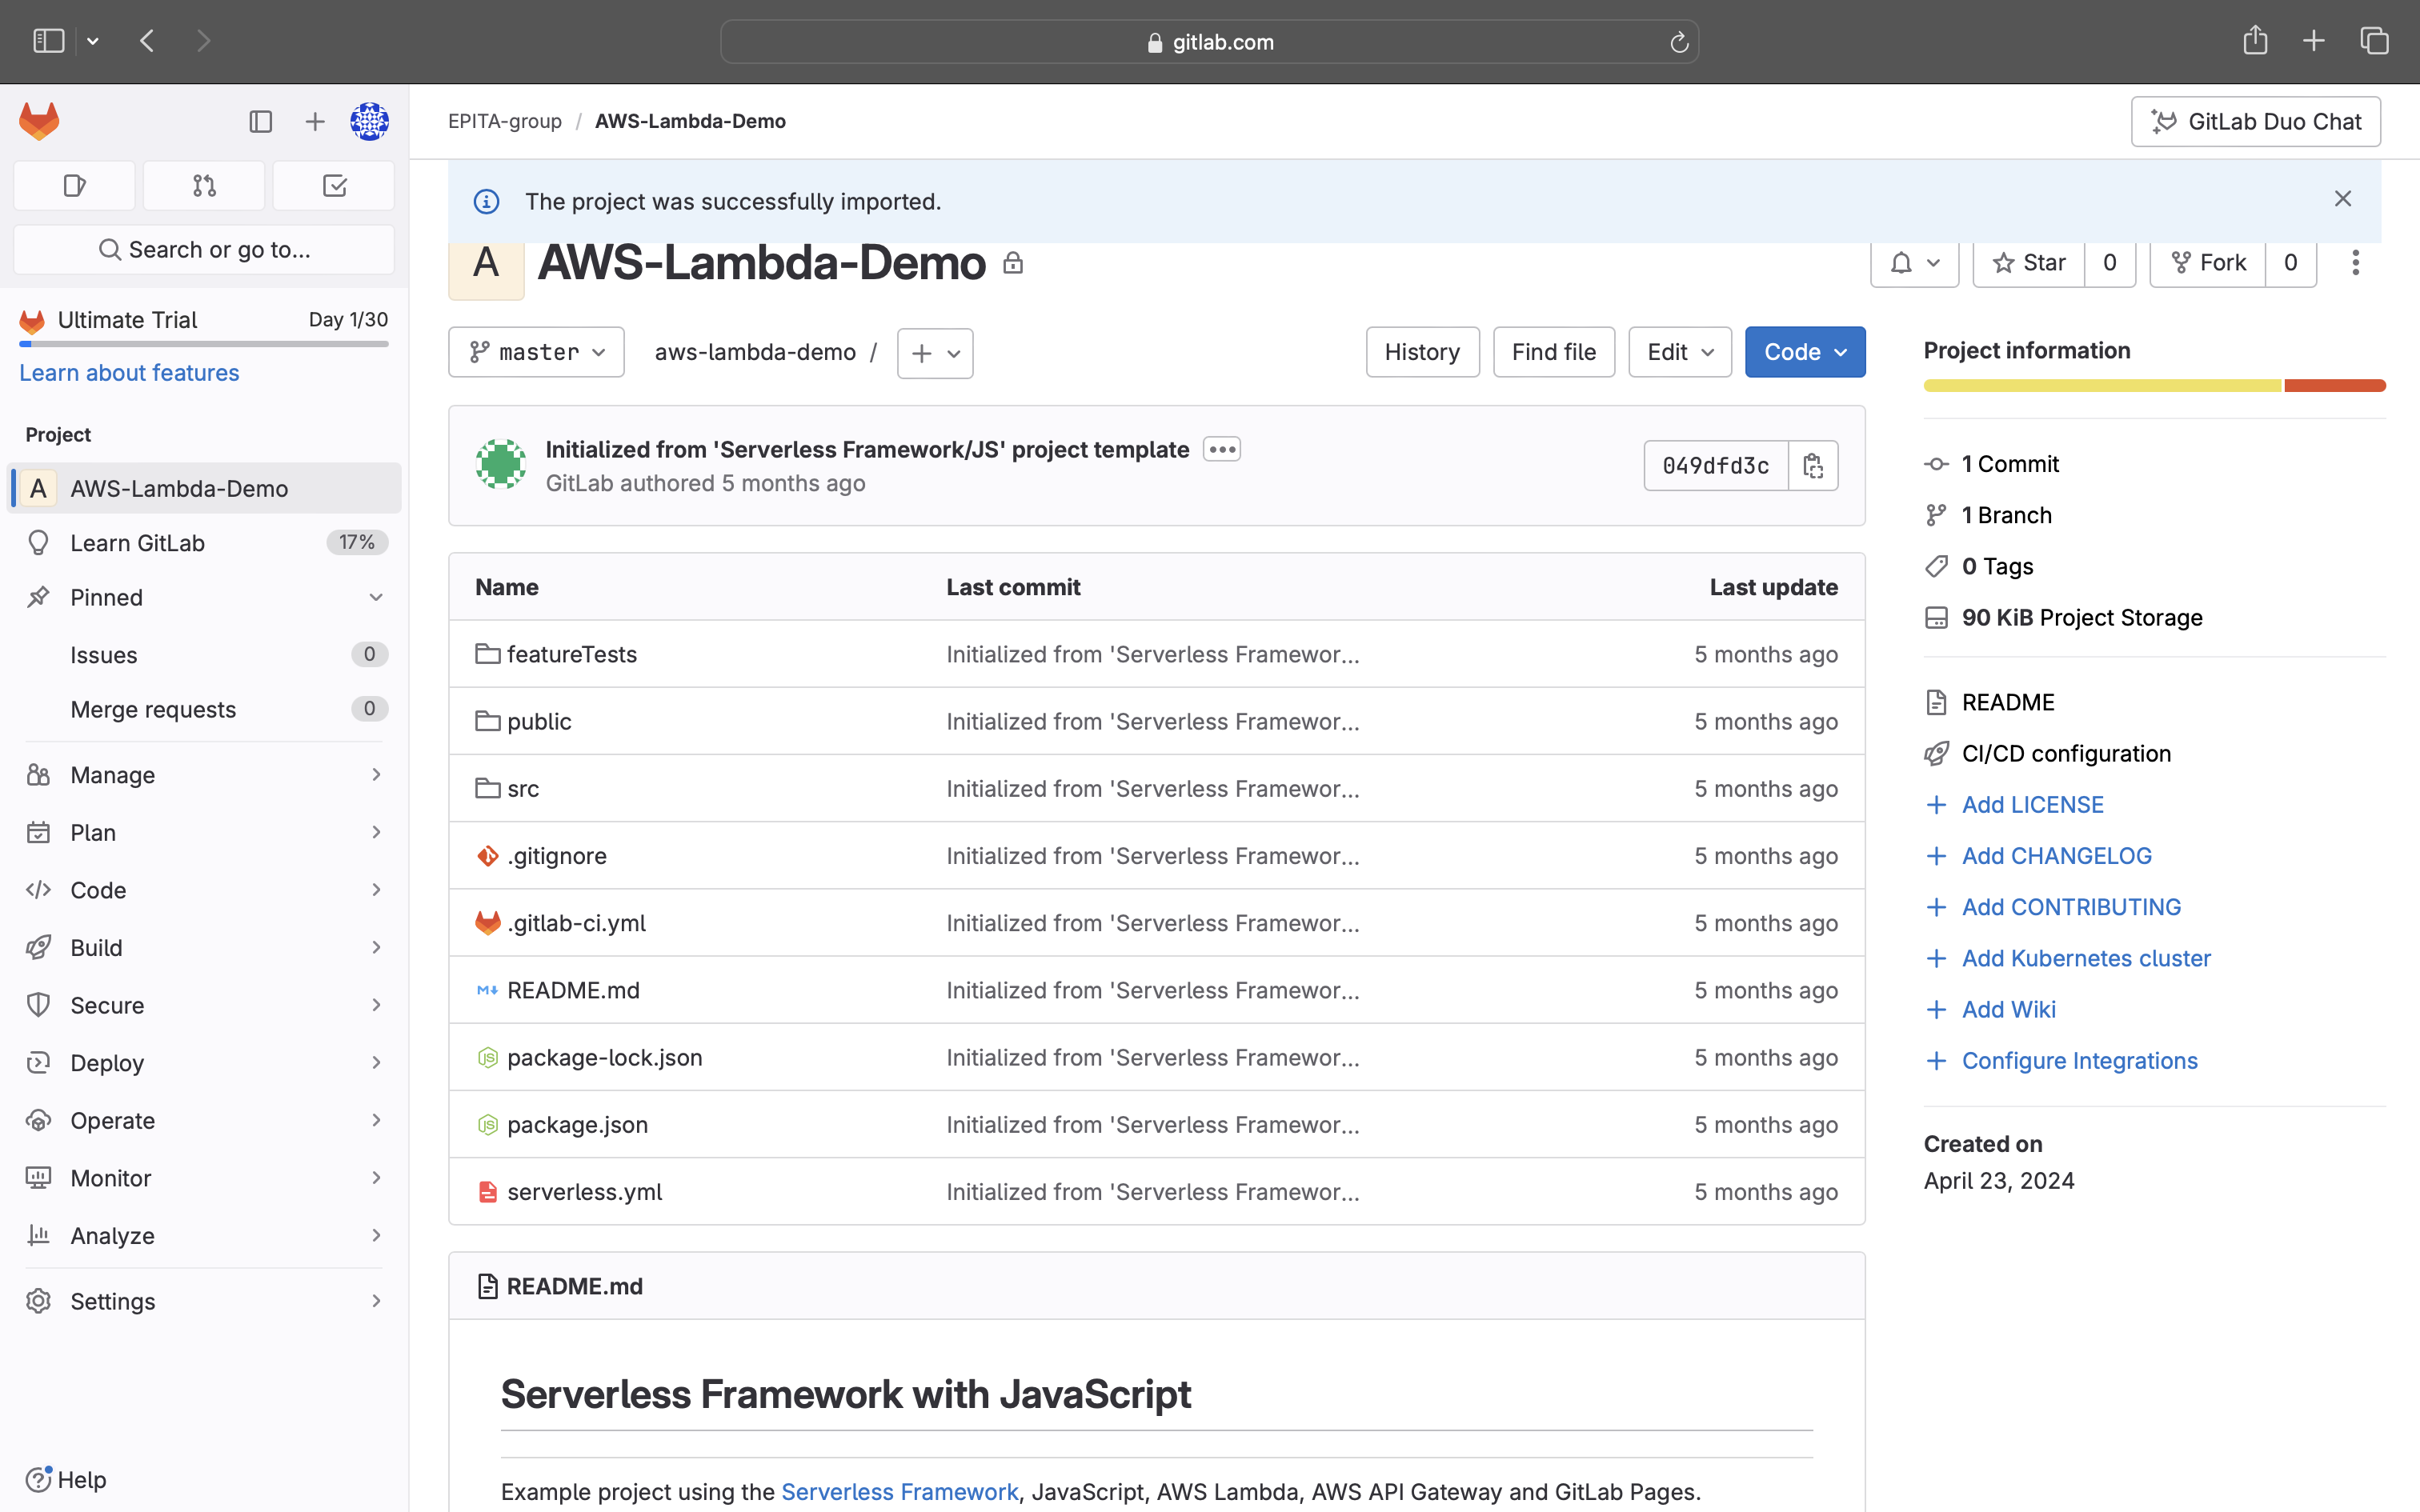 gitlab.com
EPITA-group / AWS-Lambda-Demo
GitLab Duo Chat
The project was successfully imported.
Search or go to...
A AWS-Lambda-Demo
Star 0
Fork 0
Ultimate Trial Day 1/30
Learn about features
master
aws-lambda-demo /
History
Find file
Edit
Code
Project
A AWS-Lambda-Demo
Learn GitLab 17%
Pinned
Issues 0
Merge requests 0
Manage
Plan
Code
Build
Secure
Deploy
Operate
Monitor
Analyze
Settings
Help
Initialized from 'Serverless Framework/JS' project template
GitLab authored 5 months ago
049dfd3c
Name Last commit Last update
featureTests Initialized from 'Serverless Framewor... 5 months ago
public Initialized from 'Serverless Framewor... 5 months ago
src Initialized from 'Serverless Framewor... 5 months ago
.gitignore Initialized from 'Serverless Framewor... 5 months ago
.gitlab-ci.yml Initialized from 'Serverless Framewor... 5 months ago
README.md Initialized from 'Serverless Framewor... 5 months ago
package-lock.json Initialized from 'Serverless Framewor... 5 months ago
package.json Initialized from 'Serverless Framewor... 5 months ago
serverless.yml Initialized from 'Serverless Framewor... 5 months ago
README.md
Serverless Framework with JavaScript
Example project using the Serverless Framework, JavaScript, AWS Lambda, AWS API Gateway and GitLab Pages.
Project information
1 Commit
1 Branch
0 Tags
90 KiB Project Storage
README
CI/CD configuration
Add LICENSE
Add CHANGELOG
Add CONTRIBUTING
Add Kubernetes cluster
Add Wiki
Configure Integrations
Created on
April 23, 2024